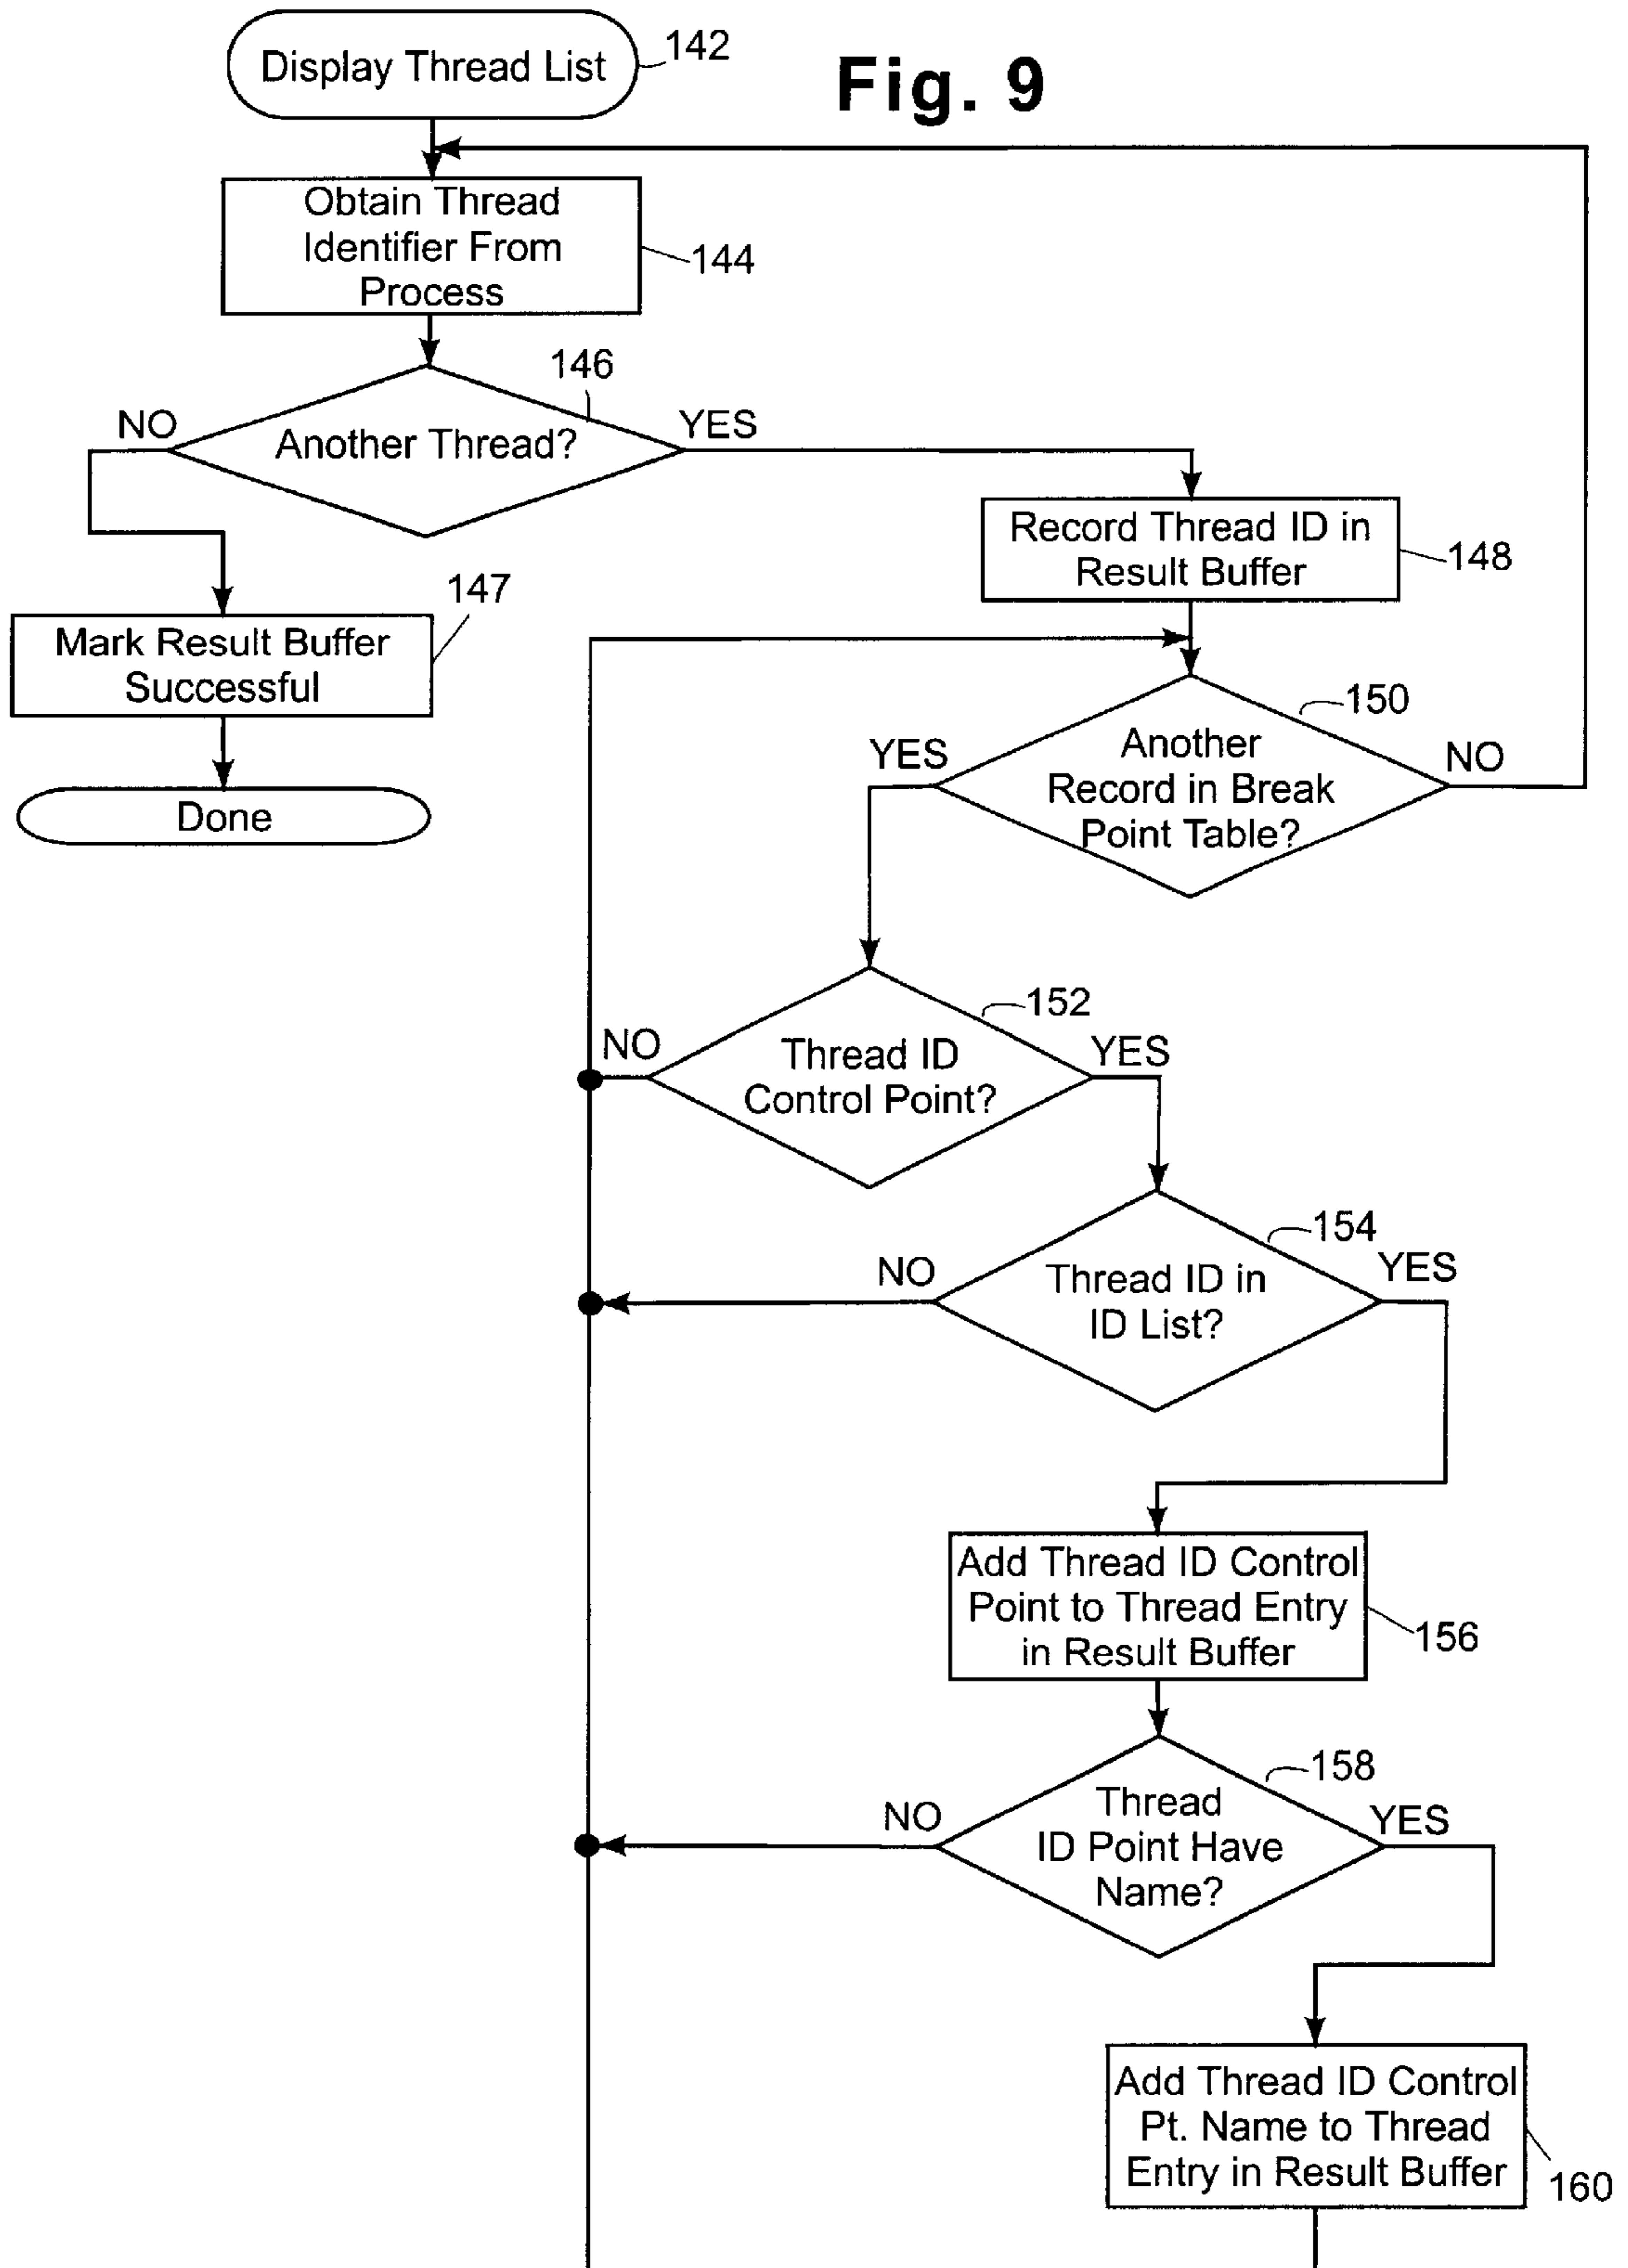 Display Thread List
142
Fig. 9
Obtain Thread
Identifier From
Process
144
146
NO
YES
Another Thread?
Record Thread ID in
Result Buffer
148
147
Mark Result Buffer
Successful
Done
150
YES
NO
Another
Record in Break
Point Table?
152
NO
YES
Thread ID
Control Point?
154
NO
YES
Thread ID in
ID List?
Add Thread ID Control
Point to Thread Entry
in Result Buffer
156
158
NO
YES
Thread
ID Point Have
Name?
Add Thread ID Control
Pt. Name to Thread
Entry in Result Buffer
160